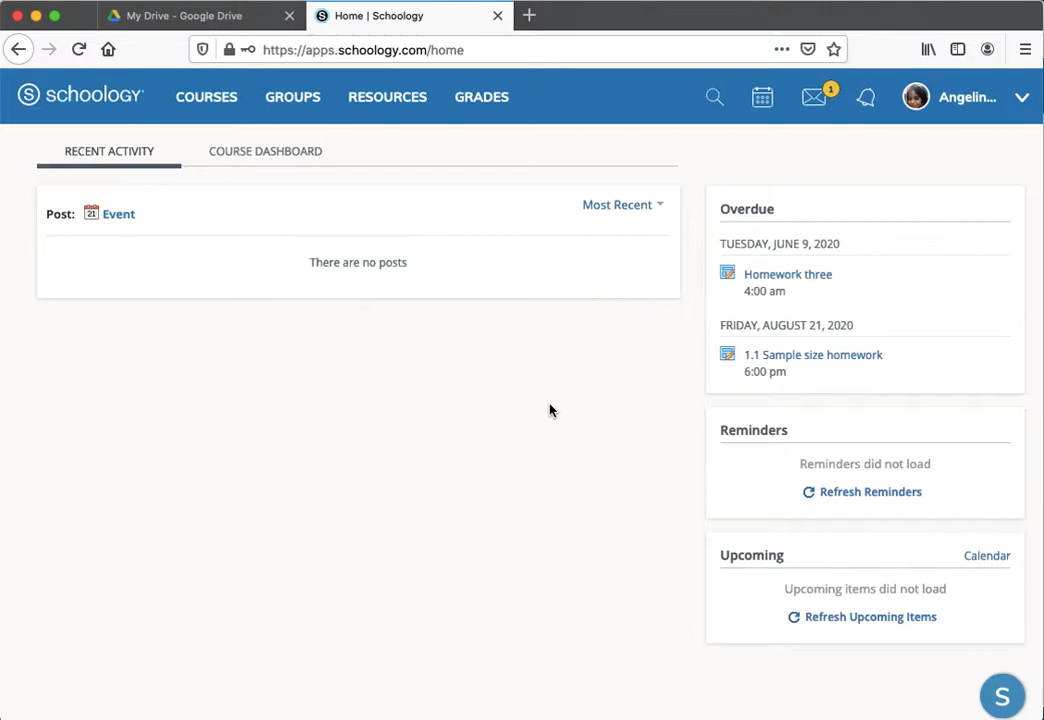 My Drive - Google Drive
Home | Schoology
https://apps.schoology.com/home
S schoology
COURSES
GROUPS
RESOURCES
GRADES
1
Angelin...
RECENT ACTIVITY
COURSE DASHBOARD
Post:
21
Event
Most Recent
There are no posts
Overdue
TUESDAY, JUNE 9, 2020
Homework three
4:00 am
FRIDAY, AUGUST 21, 2020
1.1 Sample size homework
6:00 pm
Reminders
Reminders did not load
Refresh Reminders
Upcoming
Calendar
Upcoming items did not load
Refresh Upcoming Items
S